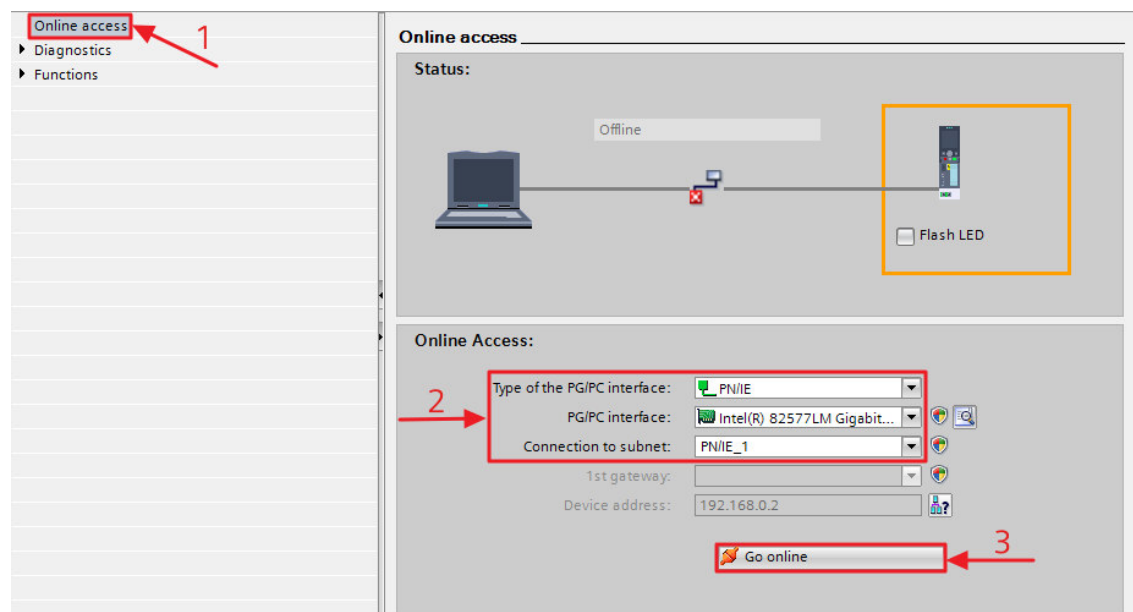 Online access
1
Diagnostics
Functions
Online access
Status:
Offline
Flash LED
Online Access:
2
Type of the PG/PC interface: PN/IE
PG/PC interface: Intel(R) 82577LM Gigabit...
Connection to subnet: PN/IE_1
1st gateway:
Device address: 192.168.0.2
?
Go online
3